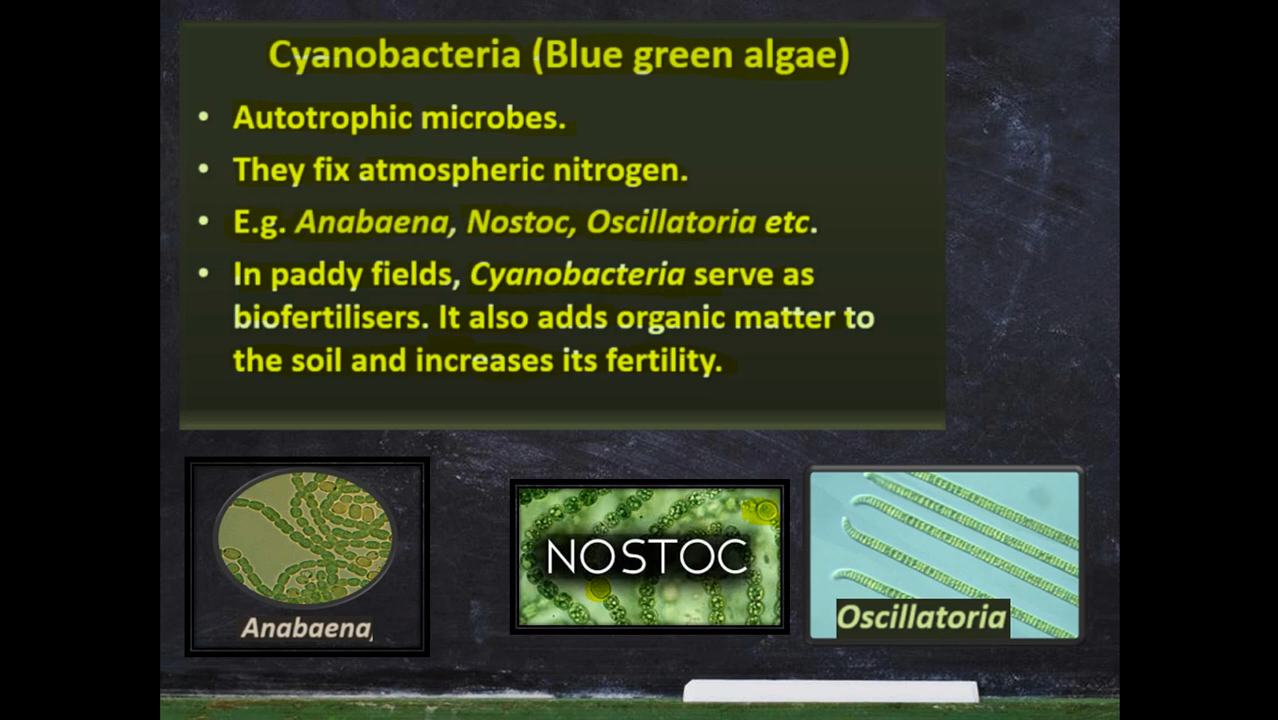 Cyanobacteria (Blue green algae)
• Autotrophic microbes.
• They fix atmospheric nitrogen.
• E.g. Anabaena, Nostoc, Oscillatoria etc.
• In paddy fields, Cyanobacteria serve as
biofertilisers. It also adds organic matter to
the soil and increases its fertility.
Anabaena,
NOSTOC
Oscillatoria